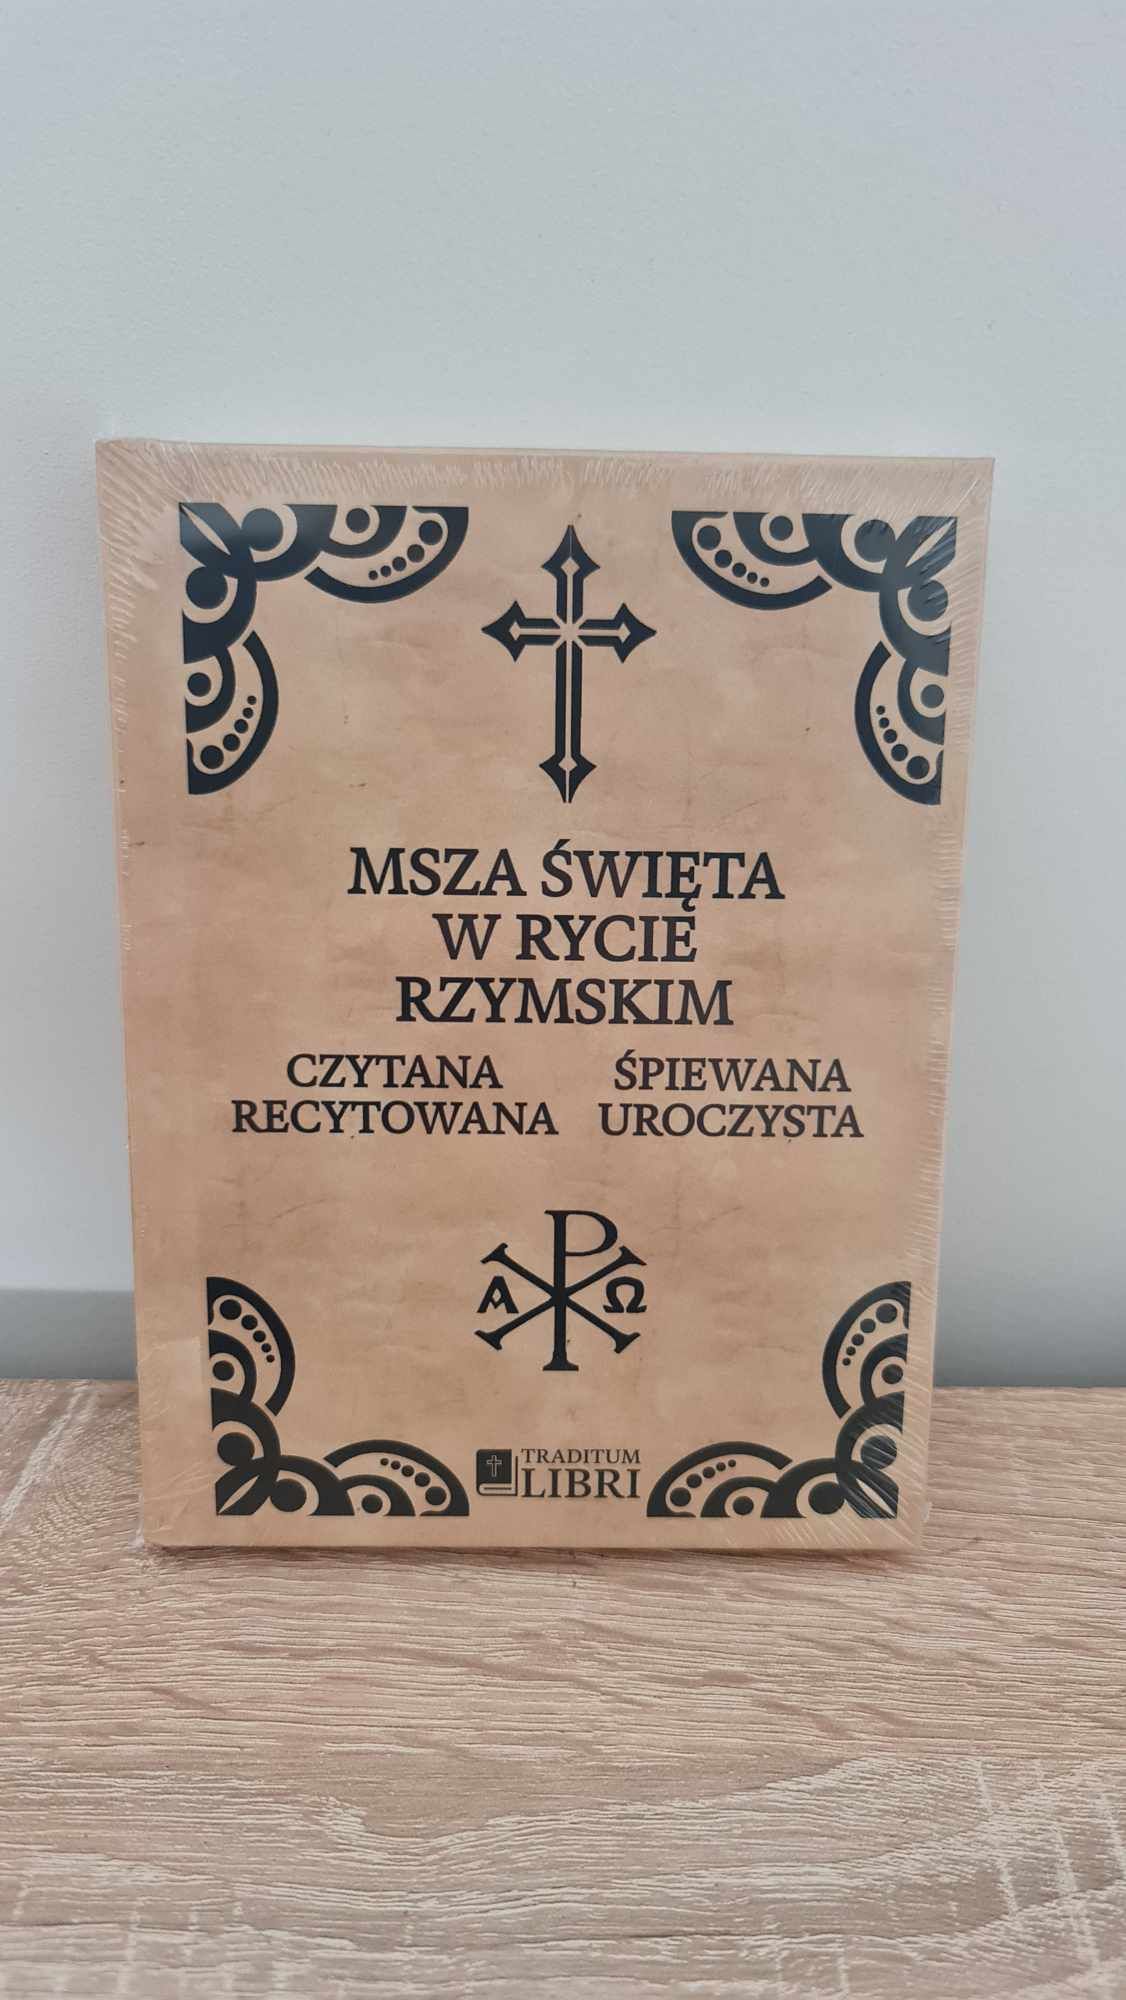 MSZA ŚWIĘTA
W RYCIE
RZYMSKIM
CZYTANA ŚPIEWANA
RECYTOWANA UROCZYSTA
Α Ω
TRADITUM
LIBRI